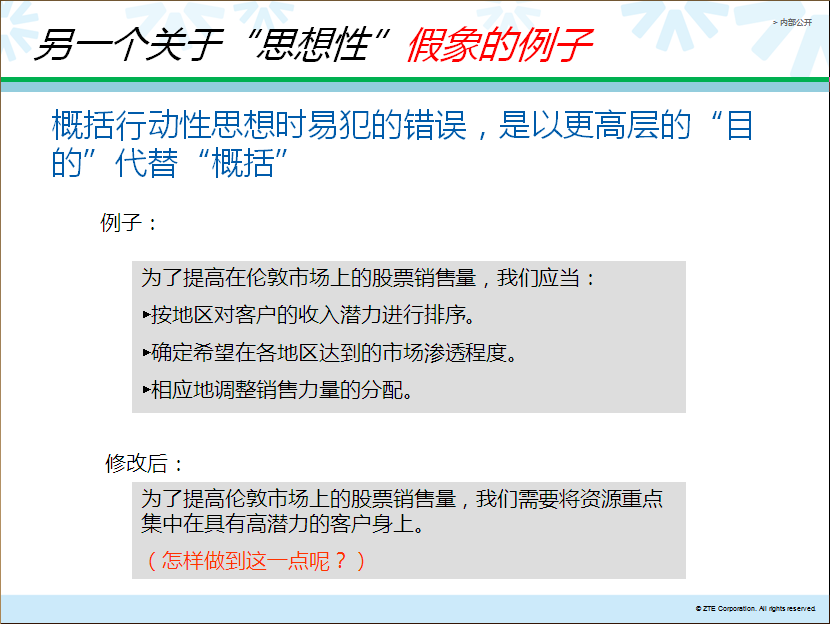 > 内部公开
另一个关于“思想性”假象的例子
概括行动性思想时易犯的错误，是以更高层的“目
的”代替“概括”
例子：
为了提高在伦敦市场上的股票销售量，我们应当：
▸按地区对客户的收入潜力进行排序。
▸确定希望在各地区达到的市场渗透程度。
▸相应地调整销售力量的分配。
修改后：
为了提高伦敦市场上的股票销售量，我们需要将资源重点
集中在具有高潜力的客户身上。
（怎样做到这一点呢？）
© ZTE Corporation. All rights reserved.